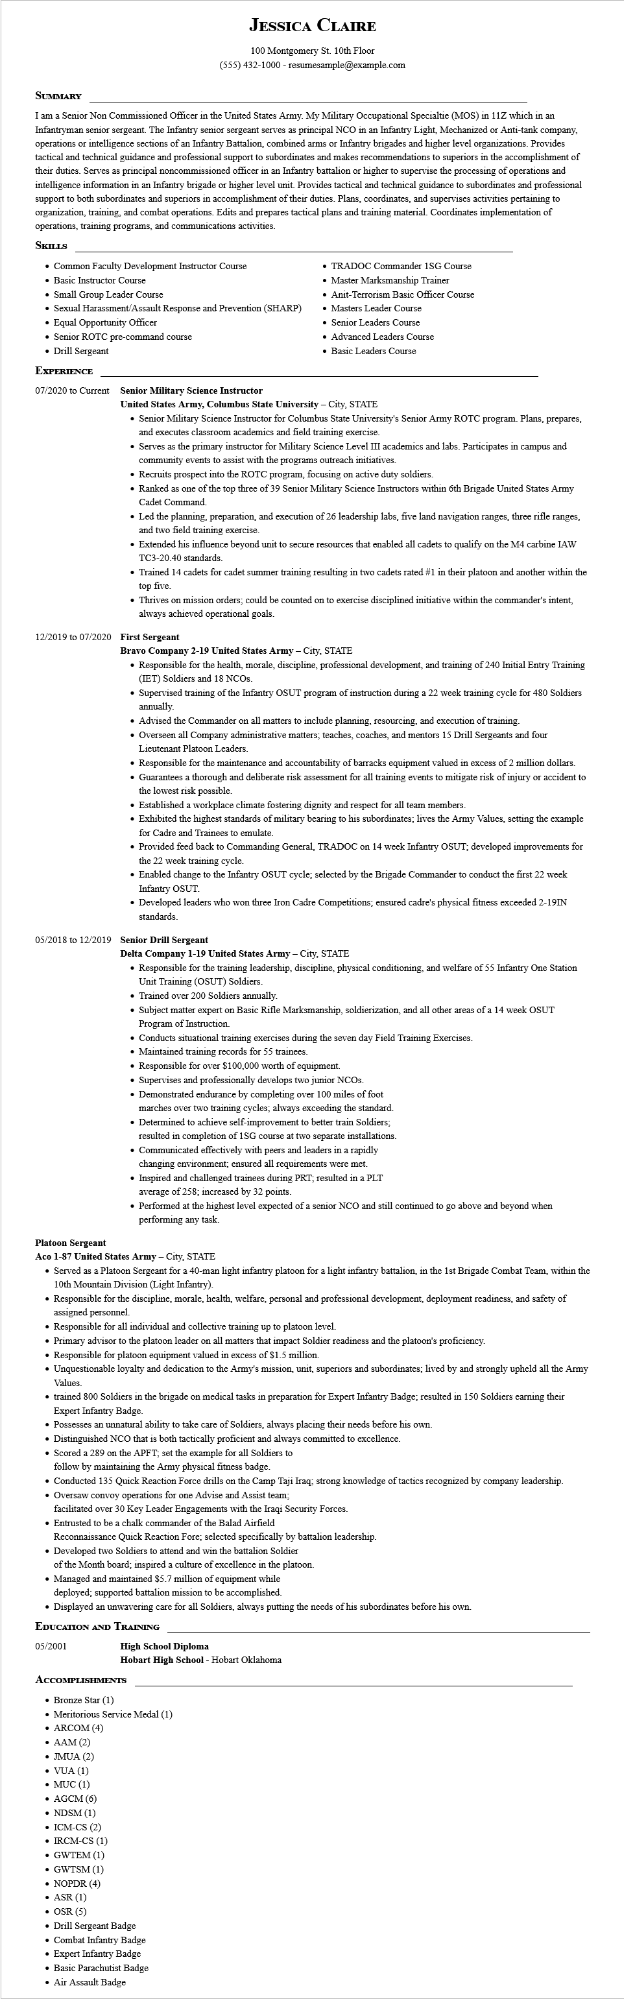 Jessica Claire
100 Montgomery St. 10th Floor
(555) 432-1000 - resumesample@example.com
Summary
I am a Senior Non Commissioned Officer in the United States Army. My Military Occupational Specialtie (MOS) in 11Z which in an
Infantryman senior sergeant. The Infantry senior sergeant serves as principal NCO in an Infantry Light, Mechanized or Anti-tank company,
operations or intelligence sections of an Infantry Battalion, combined arms or Infantry brigades and higher level organizations. Provides
tactical and technical guidance and professional support to subordinates and makes recommendations to superiors in the accomplishment of
their duties. Serves as principal noncommissioned officer in an Infantry battalion or higher to supervise the processing of operations and
intelligence information in an Infantry brigade or higher level unit. Provides tactical and technical guidance to subordinates and professional
support to both subordinates and superiors in accomplishment of their duties. Plans, coordinates, and supervises activities pertaining to
organization, training, and combat operations. Edits and prepares tactical plans and training material. Coordinates implementation of
operations, training programs, and communications activities.
Skills
• Common Faculty Development Instructor Course
• Basic Instructor Course
• Small Group Leader Course
• Sexual Harassment/Assault Response and Prevention (SHARP)
• Equal Opportunity Officer
• Senior ROTC pre-command course
• Drill Sergeant
• TRADOC Commander 1SG Course
• Master Marksmanship Trainer
• Anit-Terrorism Basic Officer Course
• Masters Leader Course
• Senior Leaders Course
• Advanced Leaders Course
• Basic Leaders Course
Experience
07/2020 to Current Senior Military Science Instructor
United States Army, Columbus State University – City, STATE
• Senior Military Science Instructor for Columbus State University's Senior Army ROTC program. Plans, prepares,
and executes classroom academics and field training exercise.
• Serves as the primary instructor for Military Science Level III academics and labs. Participates in campus and
community events to assist with the programs outreach initiatives.
• Recruits prospect into the ROTC program, focusing on active duty soldiers.
• Ranked as one of the top three of 39 Senior Military Science Instructors within 6th Brigade United States Army
Cadet Command.
• Led the planning, preparation, and execution of 26 leadership labs, five land navigation ranges, three rifle ranges,
and two field training exercise.
• Extended his influence beyond unit to secure resources that enabled all cadets to qualify on the M4 carbine IAW
TC3-20.40 standards.
• Trained 14 cadets for cadet summer training resulting in two cadets rated #1 in their platoon and another within the
top five.
• Thrives on mission orders; could be counted on to exercise disciplined initiative within the commander's intent,
always achieved operational goals.
12/2019 to 07/2020 First Sergeant
Bravo Company 2-19 United States Army – City, STATE
• Responsible for the health, morale, discipline, professional development, and training of 240 Initial Entry Training
(IET) Soldiers and 18 NCOs.
• Supervised training of the Infantry OSUT program of instruction during a 22 week training cycle for 480 Soldiers
annually.
• Advised the Commander on all matters to include planning, resourcing, and execution of training.
• Overseen all Company administrative matters; teaches, coaches, and mentors 15 Drill Sergeants and four
Lieutenant Platoon Leaders.
• Responsible for the maintenance and accountability of barracks equipment valued in excess of 2 million dollars.
• Guarantees a thorough and deliberate risk assessment for all training events to mitigate risk of injury or accident to
the lowest risk possible.
• Established a workplace climate fostering dignity and respect for all team members.
• Exhibited the highest standards of military bearing to his subordinates; lives the Army Values, setting the example
for Cadre and Trainees to emulate.
• Provided feed back to Commanding General, TRADOC on 14 week Infantry OSUT; developed improvements for
the 22 week training cycle.
• Enabled change to the Infantry OSUT cycle; selected by the Brigade Commander to conduct the first 22 week
Infantry OSUT.
• Developed leaders who won three Iron Cadre Competitions; ensured cadre's physical fitness exceeded 2-19IN
standards.
05/2018 to 12/2019 Senior Drill Sergeant
Delta Company 1-19 United States Army – City, STATE
• Responsible for the training leadership, discipline, physical conditioning, and welfare of 55 Infantry One Station
Unit Training (OSUT) Soldiers.
• Trained over 200 Soldiers annually.
• Subject matter expert on Basic Rifle Marksmanship, soldierization, and all other areas of a 14 week OSUT
Program of Instruction.
• Conducts situational training exercises during the seven day Field Training Exercises.
• Maintained training records for 55 trainees.
• Responsible for over $100,000 worth of equipment.
• Supervises and professionally develops two junior NCOs.
• Demonstrated endurance by completing over 100 miles of foot
marches over two training cycles; always exceeding the standard.
• Determined to achieve self-improvement to better train Soldiers;
resulted in completion of 1SG course at two separate installations.
• Communicated effectively with peers and leaders in a rapidly
changing environment; ensured all requirements were met.
• Inspired and challenged trainees during PRT; resulted in a PLT
average of 258; increased by 32 points.
• Performed at the highest level expected of a senior NCO and still continued to go above and beyond when
performing any task.
Platoon Sergeant
Aco 1-87 United States Army – City, STATE
• Served as a Platoon Sergeant for a 40-man light infantry platoon for a light infantry battalion, in the 1st Brigade Combat Team, within the
10th Mountain Division (Light Infantry).
• Responsible for the discipline, morale, health, welfare, personal and professional development, deployment readiness, and safety of
assigned personnel.
• Responsible for all individual and collective training up to platoon level.
• Primary advisor to the platoon leader on all matters that impact Soldier readiness and the platoon's proficiency.
• Responsible for platoon equipment valued in excess of $1.5 million.
• Unquestionable loyalty and dedication to the Army's mission, unit, superiors and subordinates; lived by and strongly upheld all the Army
Values.
• trained 800 Soldiers in the brigade on medical tasks in preparation for Expert Infantry Badge; resulted in 150 Soldiers earning their
Expert Infantry Badge.
• Possesses an unnatural ability to take care of Soldiers, always placing their needs before his own.
• Distinguished NCO that is both tactically proficient and always committed to excellence.
• Scored a 289 on the APFT; set the example for all Soldiers to
follow by maintaining the Army physical fitness badge.
• Conducted 135 Quick Reaction Force drills on the Camp Taji Iraq; strong knowledge of tactics recognized by company leadership.
• Oversaw convoy operations for one Advise and Assist team;
facilitated over 30 Key Leader Engagements with the Iraqi Security Forces.
• Entrusted to be a chalk commander of the Balad Airfield
Reconnaissance Quick Reaction Fore; selected specifically by battalion leadership.
• Developed two Soldiers to attend and win the battalion Soldier
of the Month board; inspired a culture of excellence in the platoon.
• Managed and maintained $5.7 million of equipment while
deployed; supported battalion mission to be accomplished.
• Displayed an unwavering care for all Soldiers, always putting the needs of his subordinates before his own.
Education and Training
05/2001 High School Diploma
Hobart High School - Hobart Oklahoma
Accomplishments
• Bronze Star (1)
• Meritorious Service Medal (1)
• ARCOM (4)
• AAM (2)
• JMUA (2)
• VUA (1)
• MUC (1)
• AGCM (6)
• NDSM (1)
• ICM-CS (2)
• IRCM-CS (1)
• GWTEM (1)
• GWTSM (1)
• NOPDR (4)
• ASR (1)
• OSR (5)
• Drill Sergeant Badge
• Combat Infantry Badge
• Expert Infantry Badge
• Basic Parachutist Badge
• Air Assault Badge